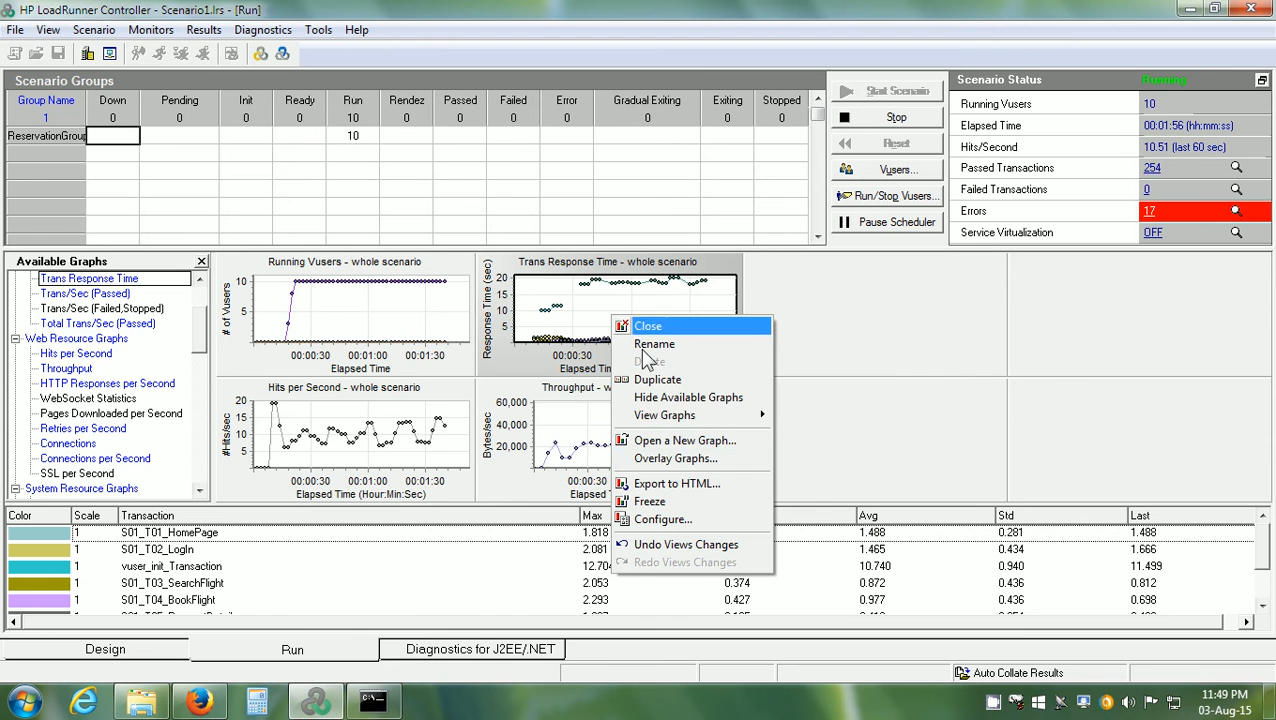 HP LoadRunner Controller - Scenario1.lrs - [Run]
File View Scenario Monitors Results Diagnostics Tools Help
Scenario Groups
Group Name Down Pending Init Ready Run Rendez Passed Failed Error Gradual Exiting Exiting Stopped
1 0 0 0 0 10 0 0 0 0 0 0 0
ReservationGroup 10
Start Scenario
Stop
Reset
Vusers...
Run/Stop Vusers...
Pause Scheduler
Scenario Status Running
Running Vusers 10
Elapsed Time 00:01:56 (hh:mm:ss)
Hits/Second 10.51 (last 60 sec)
Passed Transactions 254
Failed Transactions 0
Errors 17
Service Virtualization OFF
Available Graphs
Trans Response Time
Trans/Sec (Passed)
Trans/Sec (Failed,Stopped)
Total Trans/Sec (Passed)
Web Resource Graphs
Hits per Second
Throughput
HTTP Responses per Second
WebSocket Statistics
Pages Downloaded per Second
Retries per Second
Connections
Connections per Second
SSL per Second
System Resource Graphs
Running Vusers - whole scenario
# of Vusers
10
5
0
00:00:30 00:01:00 00:01:30
Elapsed Time
Trans Response Time - whole scenario
Response Time (sec)
20
15
10
5
00:00:30
Elapsed
Hits per Second - whole scenario
#Hits/sec
20
15
10
5
0
00:00:30 00:01:00 00:01:30
Elapsed Time (Hour:Min:Sec)
Throughput - w
Bytes/sec
60,000
40,000
20,000
00:00:30
Elapsed
Close
Rename
Duplicate
Hide Available Graphs
View Graphs
Open a New Graph...
Overlay Graphs...
Export to HTML...
Freeze
Configure...
Undo Views Changes
Redo Views Changes
Color Scale Transaction Max Avg Std Last
1 S01_T01_HomePage 1.818 1.488 0.281 1.488
1 S01_T02_LogIn 2.081 1.465 0.434 1.666
1 vuser_init_Transaction 12.704 10.740 0.940 11.499
1 S01_T03_SearchFlight 2.053 0.374 0.872 0.436 0.812
1 S01_T04_BookFlight 2.293 0.227 0.600 0.436 0.698
Design Run Diagnostics for J2EE/.NET
Auto Collate Results
11:49 PM
03-Aug-15